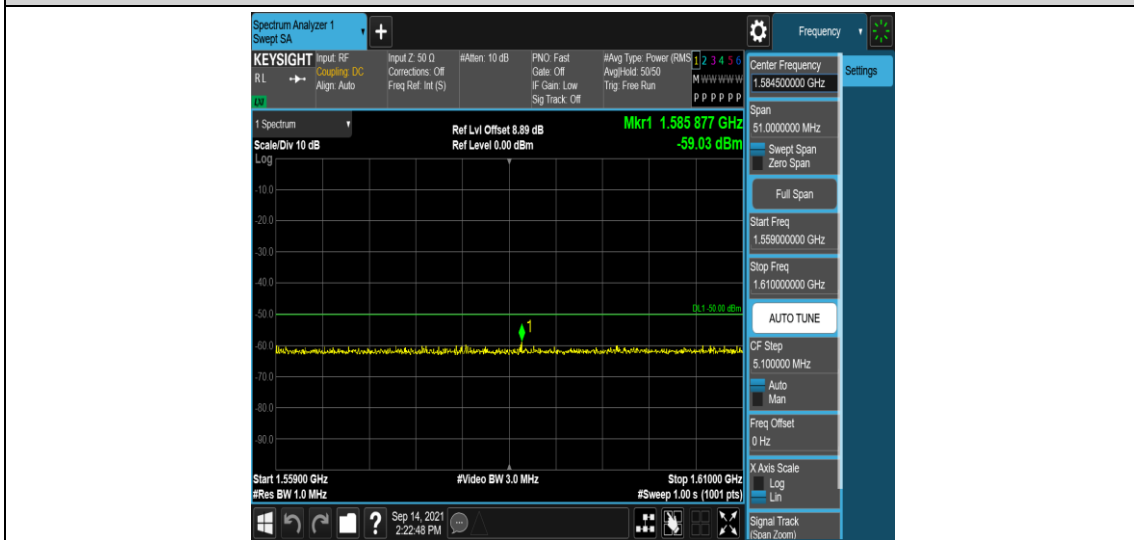 Spectrum Analyzer 1
Swept SA
+
Frequency
KEYSIGHT
RL
LXI
Input: RF
Coupling: DC
Align: Auto
Input Z: 50 Ω
Corrections: Off
Freq Ref: Int (S)
#Atten: 10 dB
PNO: Fast
Gate: Off
IF Gain: Low
Sig Track: Off
#Avg Type: Power (RMS
Avg|Hold: 50/50
Trig: Free Run
1 2 3 4 5 6
M W W W W W
P P P P P P
1 Spectrum
Scale/Div 10 dB
Ref Lvl Offset 8.89 dB
Ref Level 0.00 dBm
Mkr1 1.585 877 GHz
-59.03 dBm
Log
-10.0
-20.0
-30.0
-40.0
-50.0
-60.0
-70.0
-80.0
-90.0
DL1 -50.00 dBm
1
Start 1.55900 GHz
#Res BW 1.0 MHz
#Video BW 3.0 MHz
Stop 1.61000 GHz
#Sweep 1.00 s (1001 pts)
Center Frequency
1.584500000 GHz
Settings
Span
51.0000000 MHz
Swept Span
Zero Span
Full Span
Start Freq
1.559000000 GHz
Stop Freq
1.610000000 GHz
AUTO TUNE
CF Step
5.100000 MHz
Auto
Man
Freq Offset
0 Hz
X Axis Scale
Log
Lin
Signal Track
(Span Zoom)
?
Sep 14, 2021
2:22:48 PM